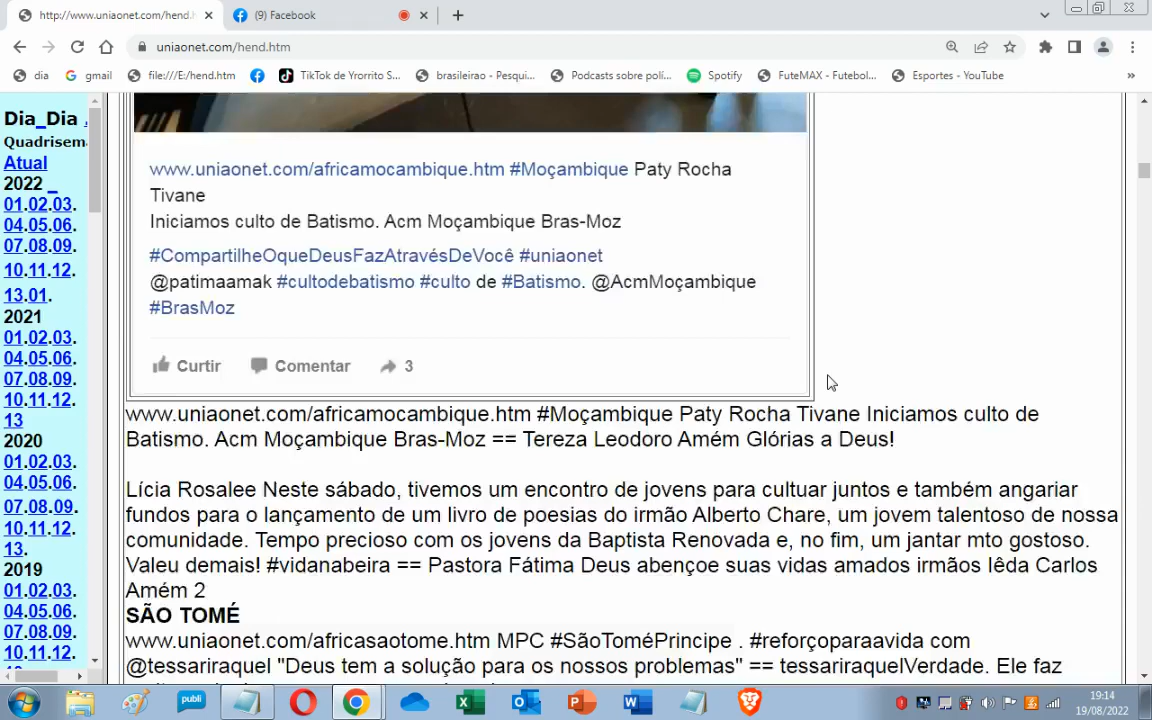 http://www.uniaonet.com/hend.h
(9) Facebook
uniaonet.com/hend.htm
dia
gmail
file:///E:/hend.htm
TikTok de Yrorrito S...
brasileirao - Pesqui...
Podcasts sobre polí...
Spotify
FuteMAX - Futebol...
Esportes - YouTube
»
Dia_Dia
Quadrisem
Atual
2022 _
01.02.03.
04.05.06.
07.08.09.
10.11.12.
13.01.
2021
01.02.03.
04.05.06.
07.08.09.
10.11.12.
13
2020
01.02.03.
04.05.06.
07.08.09.
10.11.12.
13.
2019
01.02.03.
04.05.06.
07.08.09.
10.11.12.
www.uniaonet.com/africamocambique.htm #Moçambique Paty Rocha
Tivane
Iniciamos culto de Batismo. Acm Moçambique Bras-Moz
#CompartilheOqueDeusFazAtravésDeVocê #uniaonet
@patimaamak #cultodebatismo #culto de #Batismo. @AcmMoçambique
#BrasMoz
Curtir
Comentar
3
www.uniaonet.com/africamocambique.htm #Moçambique Paty Rocha Tivane Iniciamos culto de
Batismo. Acm Moçambique Bras-Moz == Tereza Leodoro Amém Glórias a Deus!
Lícia Rosalee Neste sábado, tivemos um encontro de jovens para cultuar juntos e também angariar
fundos para o lançamento de um livro de poesias do irmão Alberto Chare, um jovem talentoso de nossa
comunidade. Tempo precioso com os jovens da Baptista Renovada e, no fim, um jantar mto gostoso.
Valeu demais! #vidanabeira == Pastora Fátima Deus abençoe suas vidas amados irmãos Iêda Carlos
Amém 2
SÃO TOMÉ
www.uniaonet.com/africasaotome.htm MPC #SãoToméPrincipe . #reforçoparaavida com
@tessariraquel "Deus tem a solução para os nossos problemas" == tessariraquelVerdade. Ele faz
publi
19:14
19/08/2022